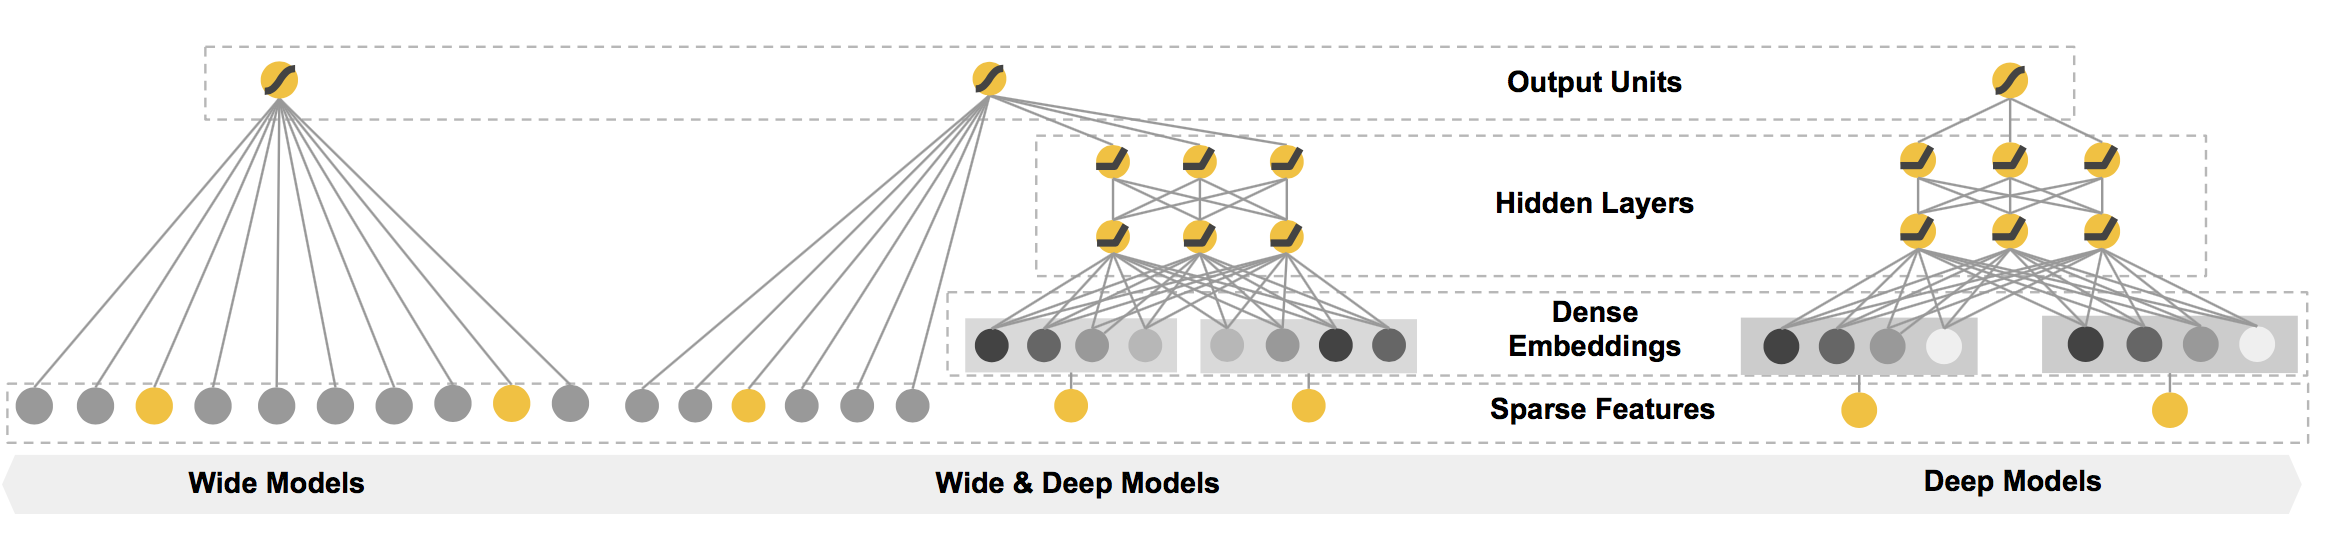 Output Units
Hidden Layers
Dense
Embeddings
Sparse Features
Wide Models
Wide & Deep Models
Deep Models